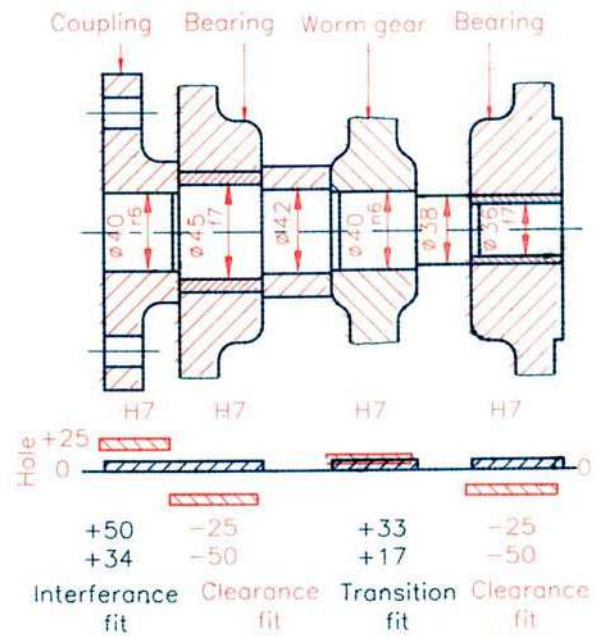 Coupling Bearing Worm gear Bearing
ø40 r6 ø45 f7 ø42 ø40 n6 ø38 ø36 f7
H7 H7 H7 H7
Hole +25
0 0
+50 -25 +33 -25
+34 -50 +17 -50
Interferance Clearance Transition Clearance
fit fit fit fit